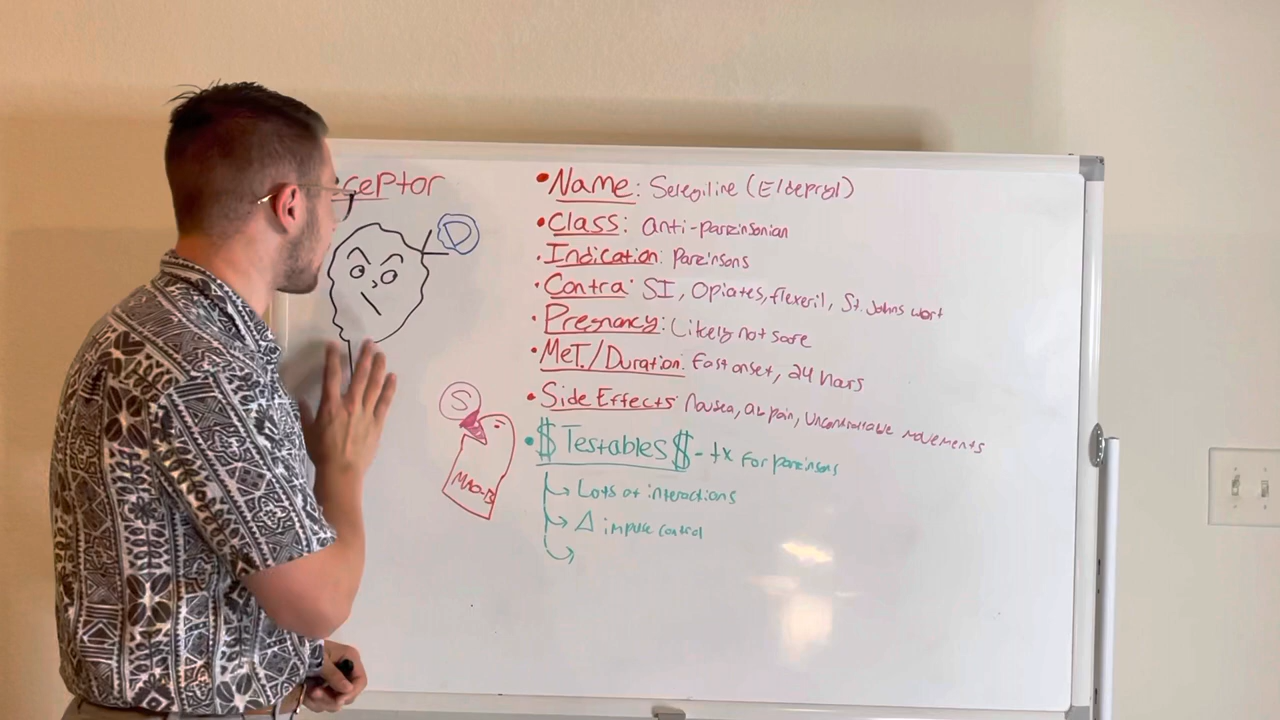 ceptor
D
S
MAO-B
• Name: Selegiline (Eldepryl)
• Class: anti-parkinsonian
• Indication: Parkinsons
• Contra: SI, Opiates, flexeril, St. Johns wort
• Pregnancy: Likely not safe
• Met./Duration: Fast onset, 24 hours
• Side Effects: Nausea, ab pain, uncontrollable movements
• $ Testables $ - tx for parkinsons
↳ Lots of interactions
↳ Δ impulse control